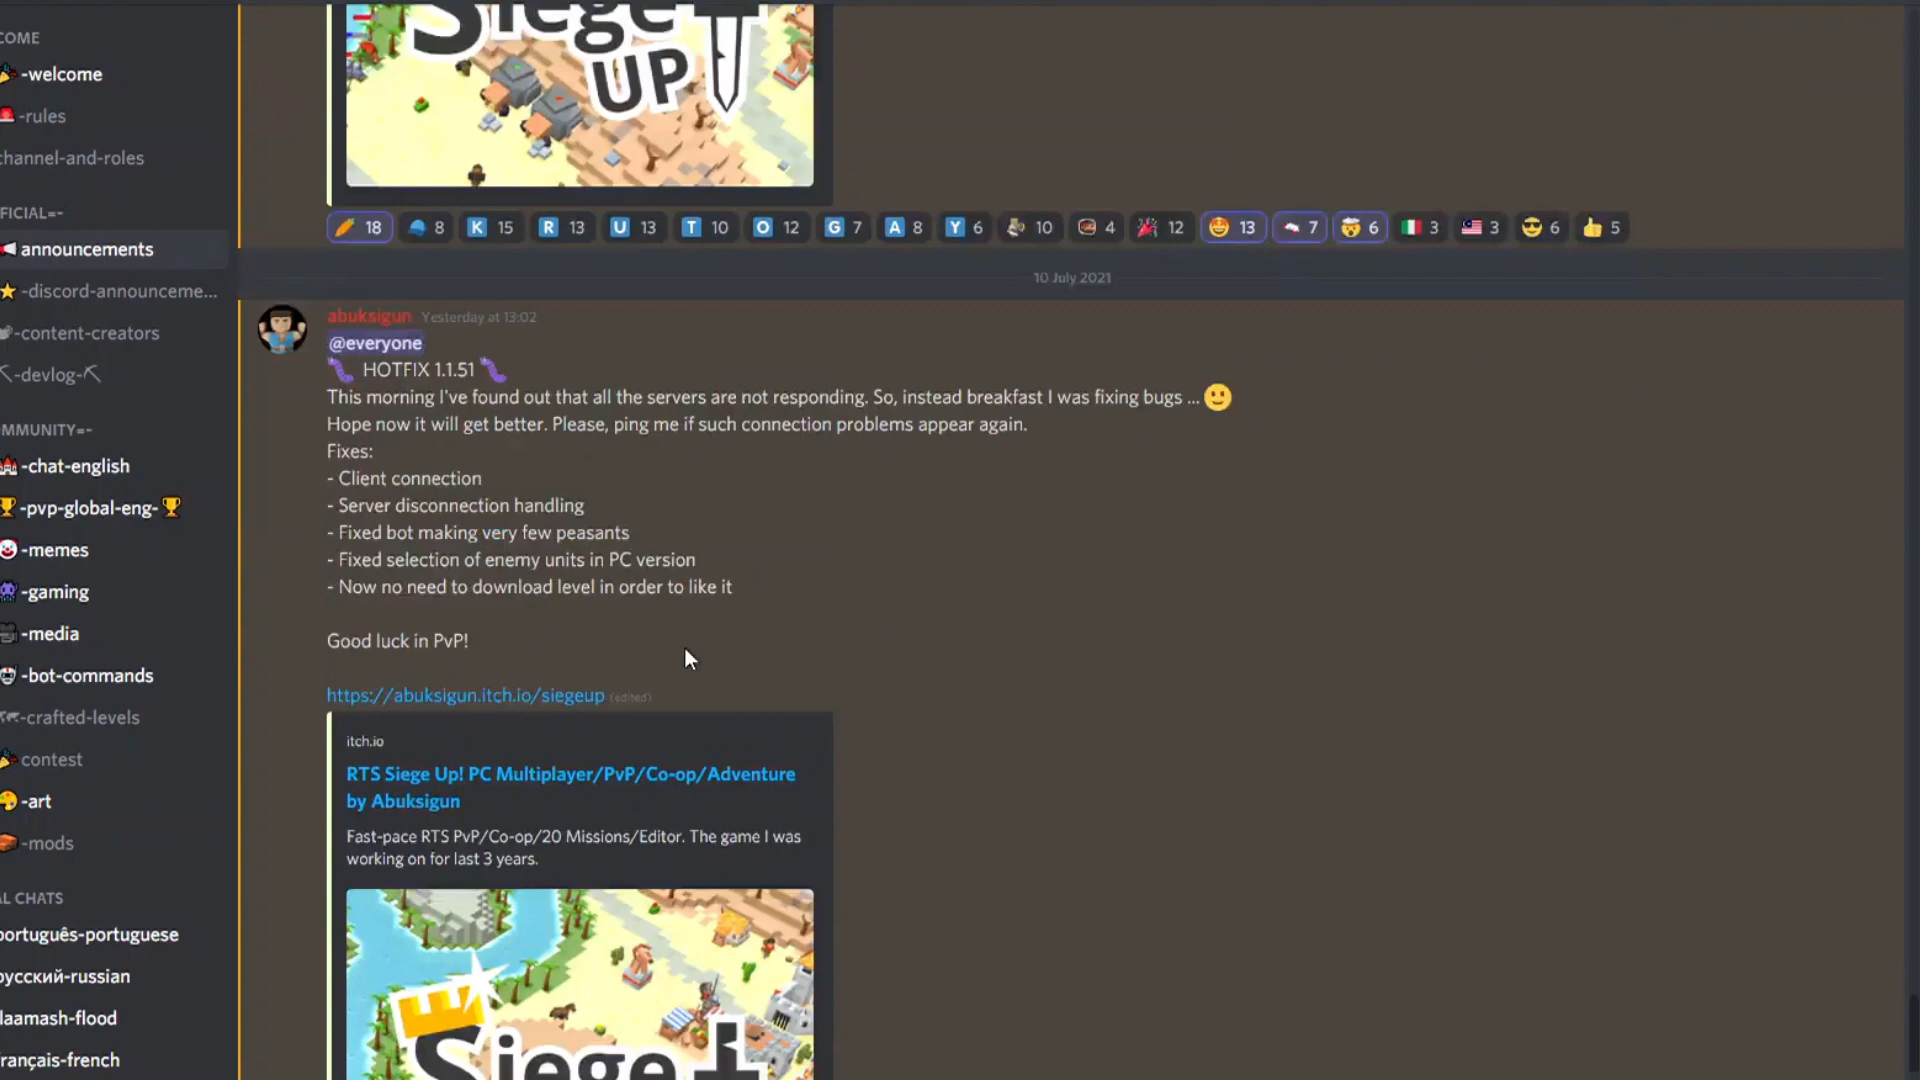 COME
-welcome
-rules
channel-and-roles
FICIAL=-
announcements
-discord-announceme...
-content-creators
-devlog-
MMUNITY=-
-chat-english
-pvp-global-eng-
-memes
-gaming
-media
-bot-commands
-crafted-levels
contest
-art
-mods
AL CHATS
português-portuguese
русский-russian
laamash-flood
rançais-french
Siege
UP
18 8 K 15 R 13 U 13 T 10 O 12 G 7 A 8 Y 6 10 4 12 13 7 6 3 3 6 5
10 July 2021
abuksigun Yesterday at 13:02
@everyone
HOTFIX 1.1.51
This morning I've found out that all the servers are not responding. So, instead breakfast I was fixing bugs ...
Hope now it will get better. Please, ping me if such connection problems appear again.
Fixes:
- Client connection
- Server disconnection handling
- Fixed bot making very few peasants
- Fixed selection of enemy units in PC version
- Now no need to download level in order to like it
Good luck in PvP!
https://abuksigun.itch.io/siegeup (edited)
itch.io
RTS Siege Up! PC Multiplayer/PvP/Co-op/Adventure
by Abuksigun
Fast-pace RTS PvP/Co-op/20 Missions/Editor. The game I was
working on for last 3 years.
Siege